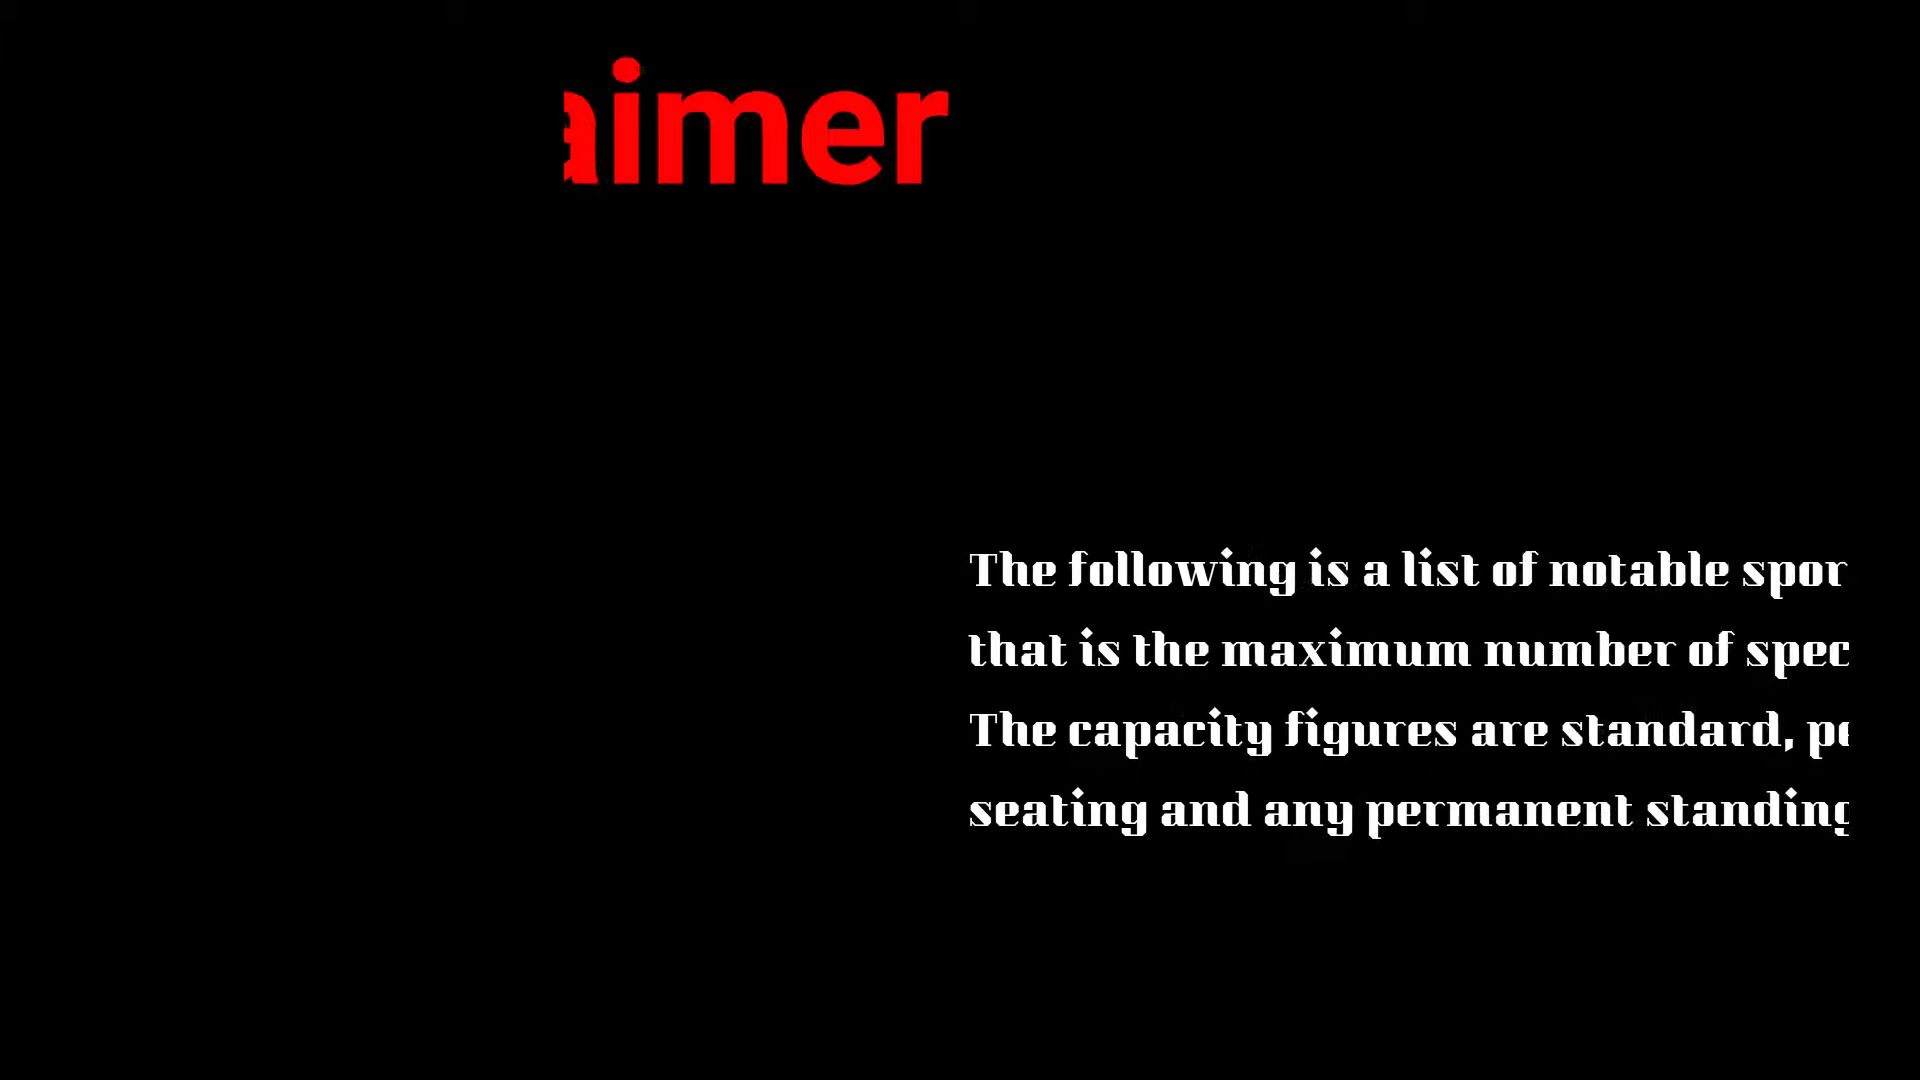 aimer
The following is a list of notable spor
that is the maximum number of spec
The capacity figures are standard, pe
seating and any permanent standing